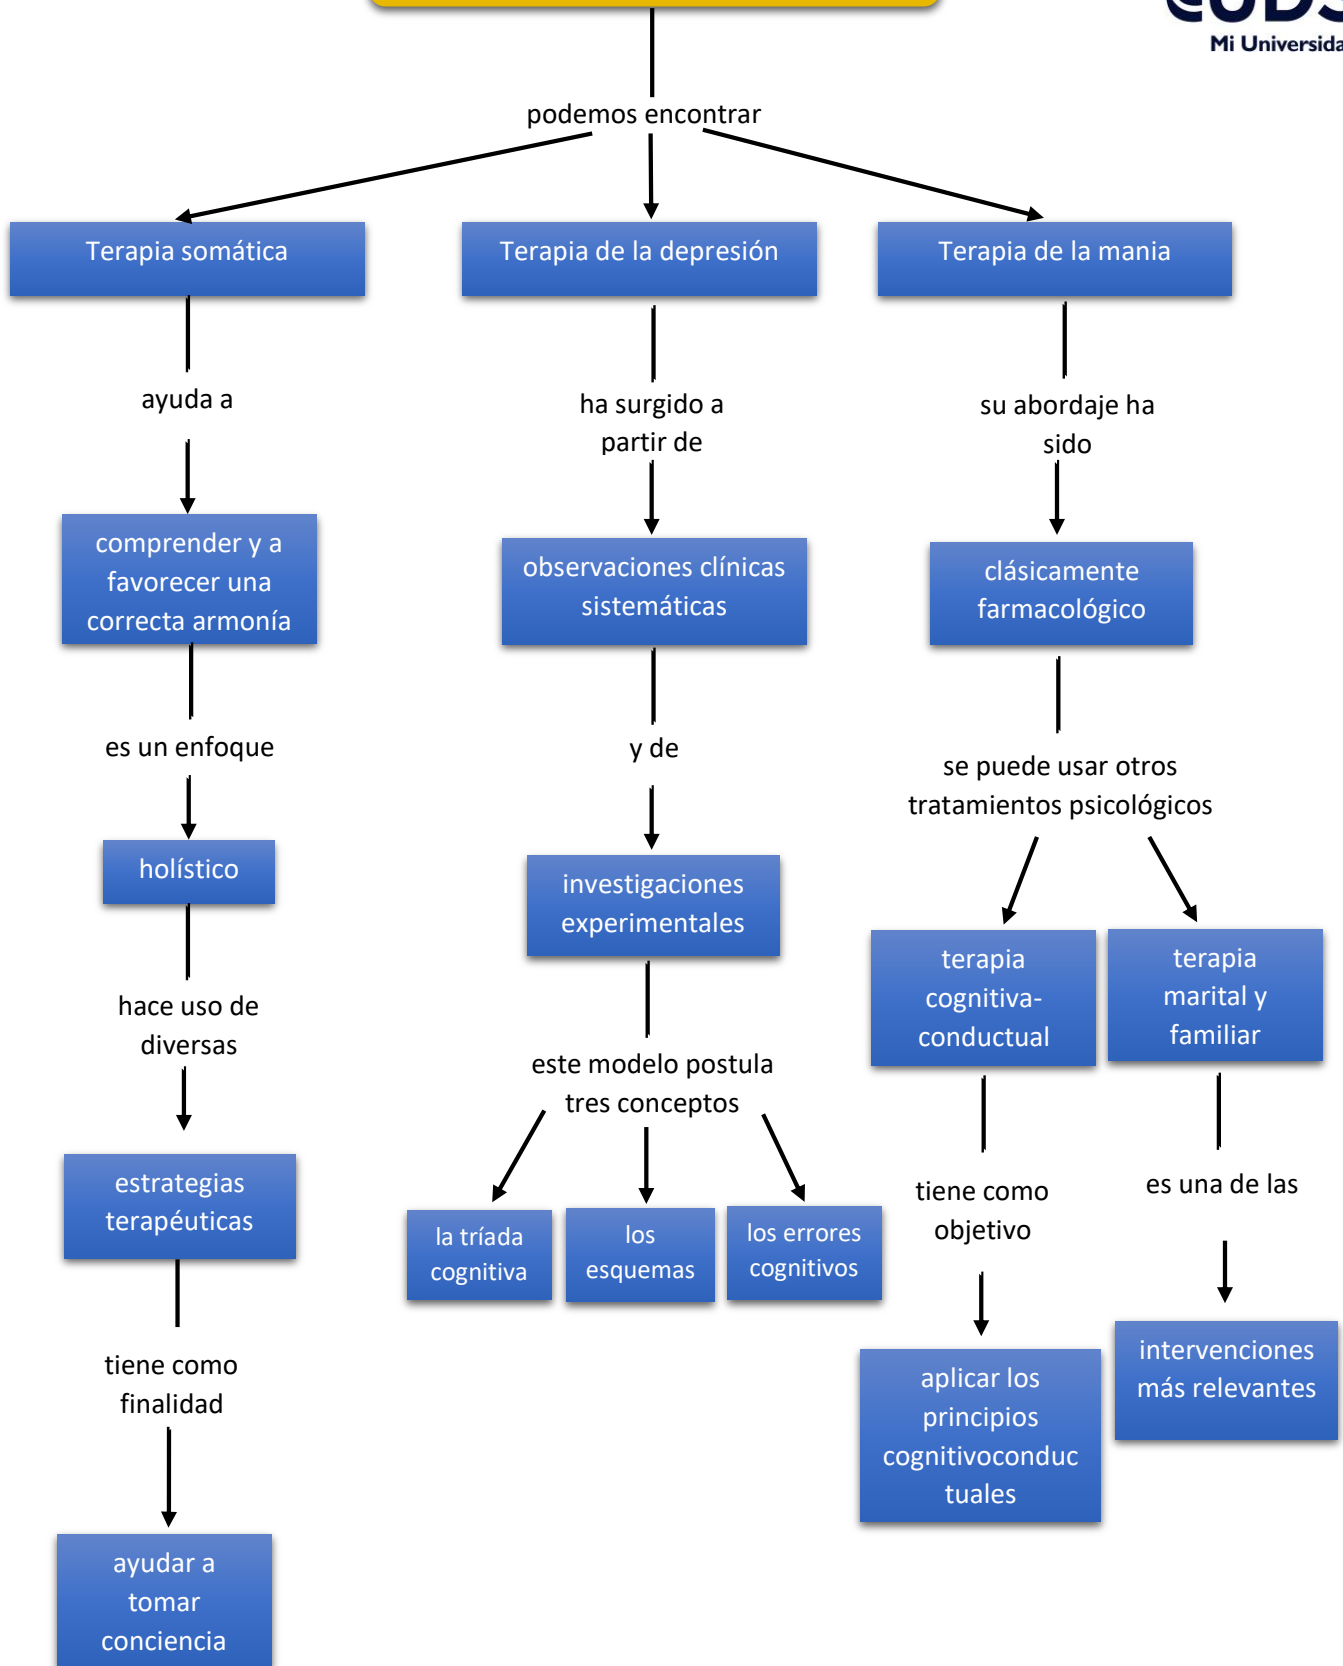 Mi Universida
podemos encontrar
Terapia somática
ayuda a
comprender y a
favorecer una
correcta armonía
es un enfoque
holístico
hace uso de
diversas
estrategias
terapéuticas
tiene como
finalidad
ayudar a
tomar
conciencia
Terapia de la depresión
ha surgido a
partir de
observaciones clínicas
sistemáticas
y de
investigaciones
experimentales
este modelo postula
tres conceptos
la tríada
cognitiva
los
esquemas
los errores
cognitivos
Terapia de la mania
su abordaje ha
sido
clásicamente
farmacológico
se puede usar otros
tratamientos psicológicos
terapia
cognitiva-
conductual
tiene como
objetivo
aplicar los
principios
cognitivoconduc
tuales
terapia
marital y
familiar
es una de las
intervenciones
más relevantes